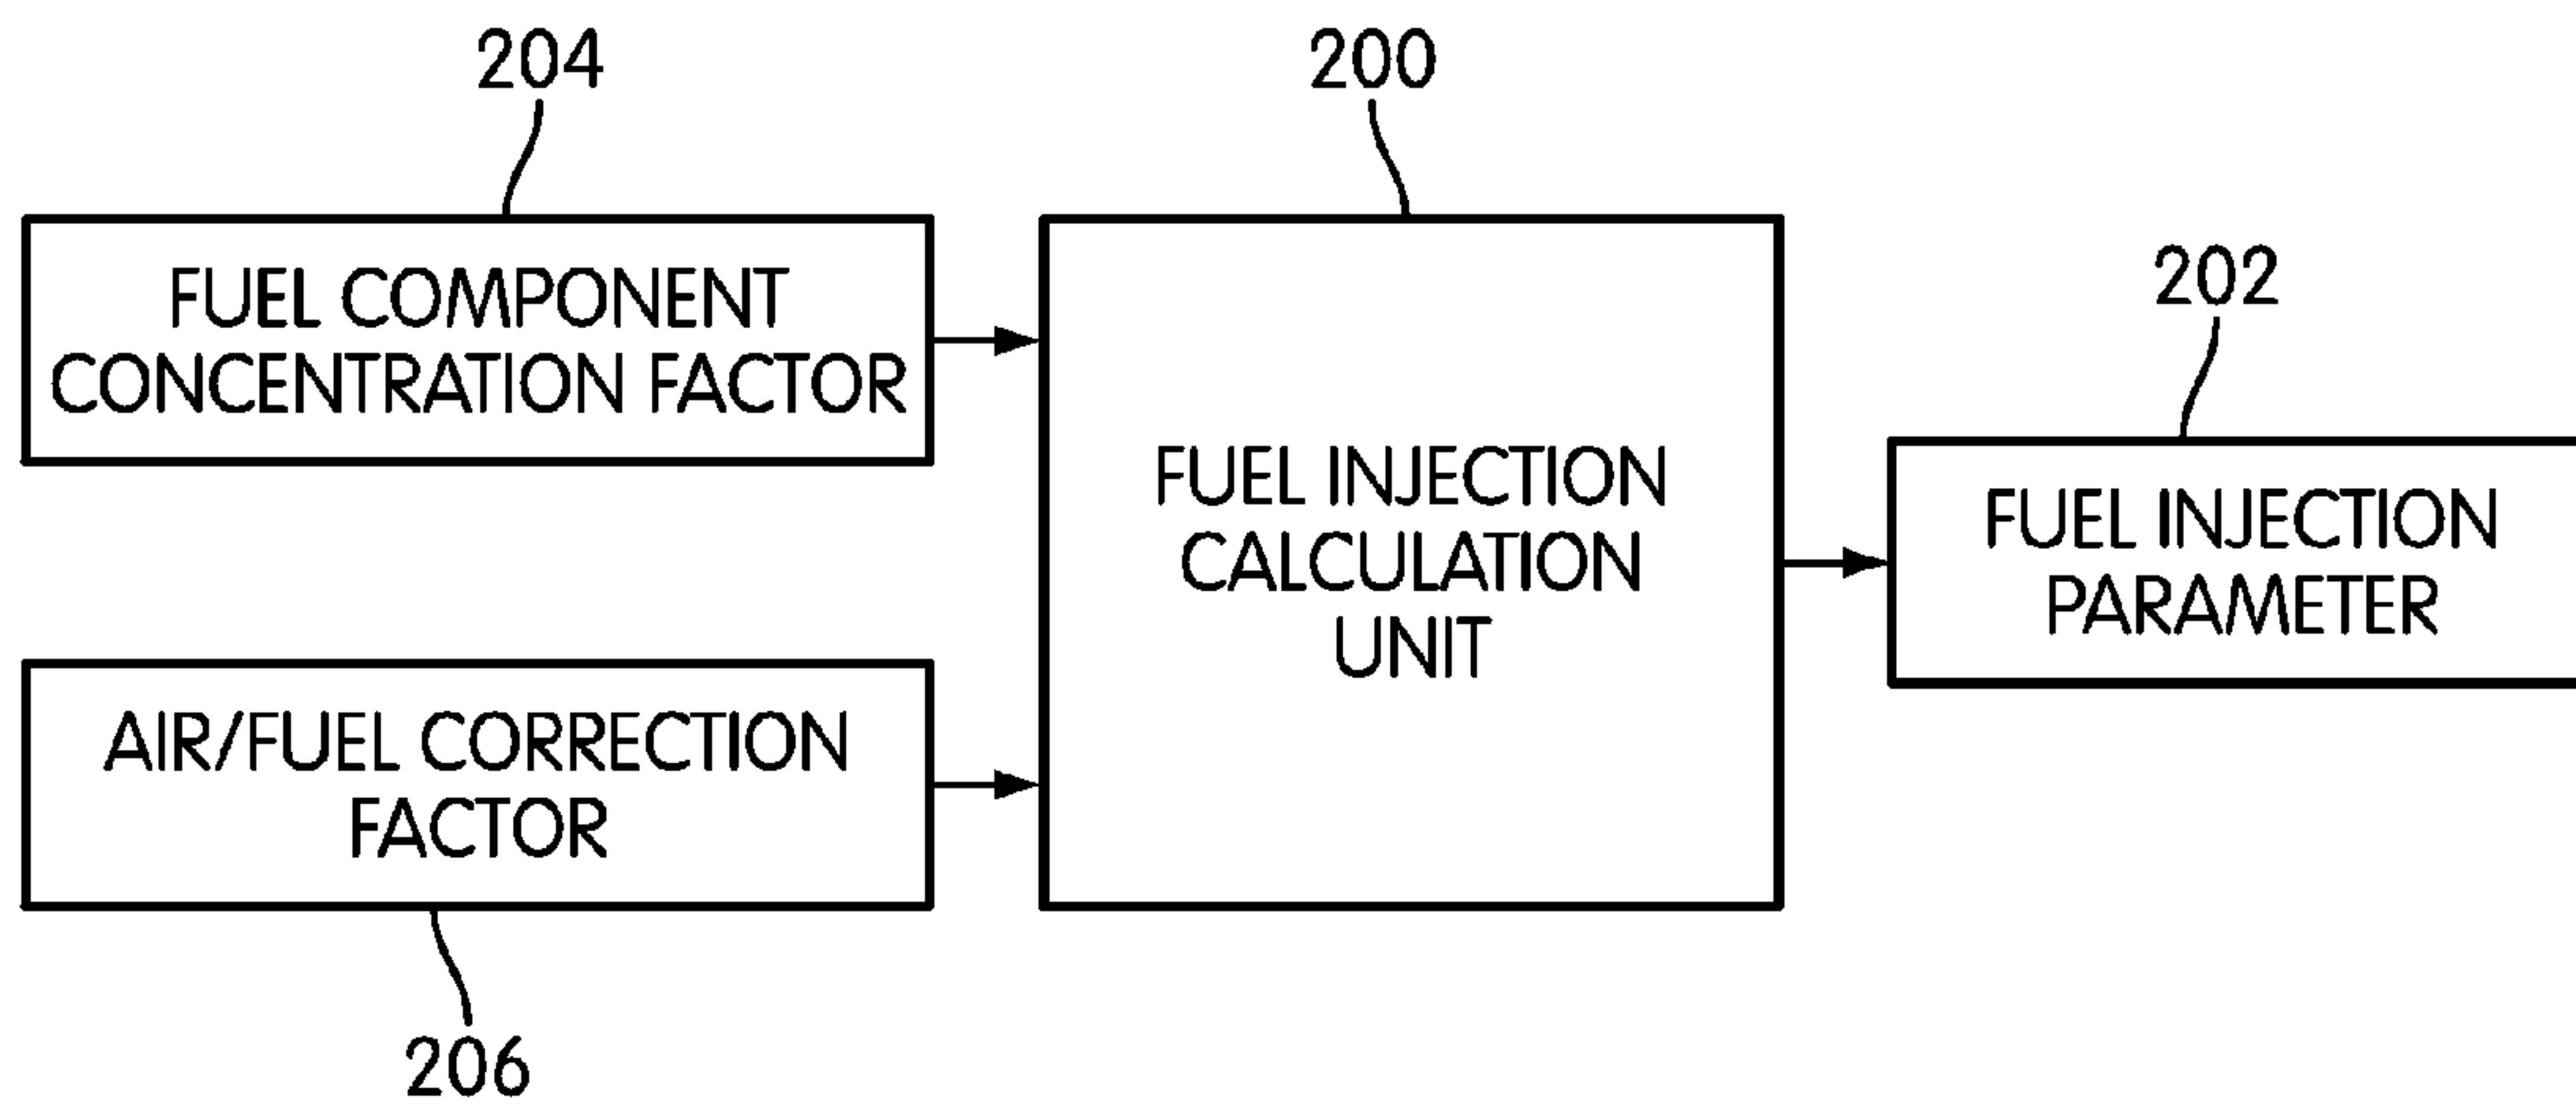 204
200
FUEL COMPONENT
CONCENTRATION FACTOR
202
FUEL INJECTION
CALCULATION
UNIT
FUEL INJECTION
PARAMETER
AIR/FUEL CORRECTION
FACTOR
206